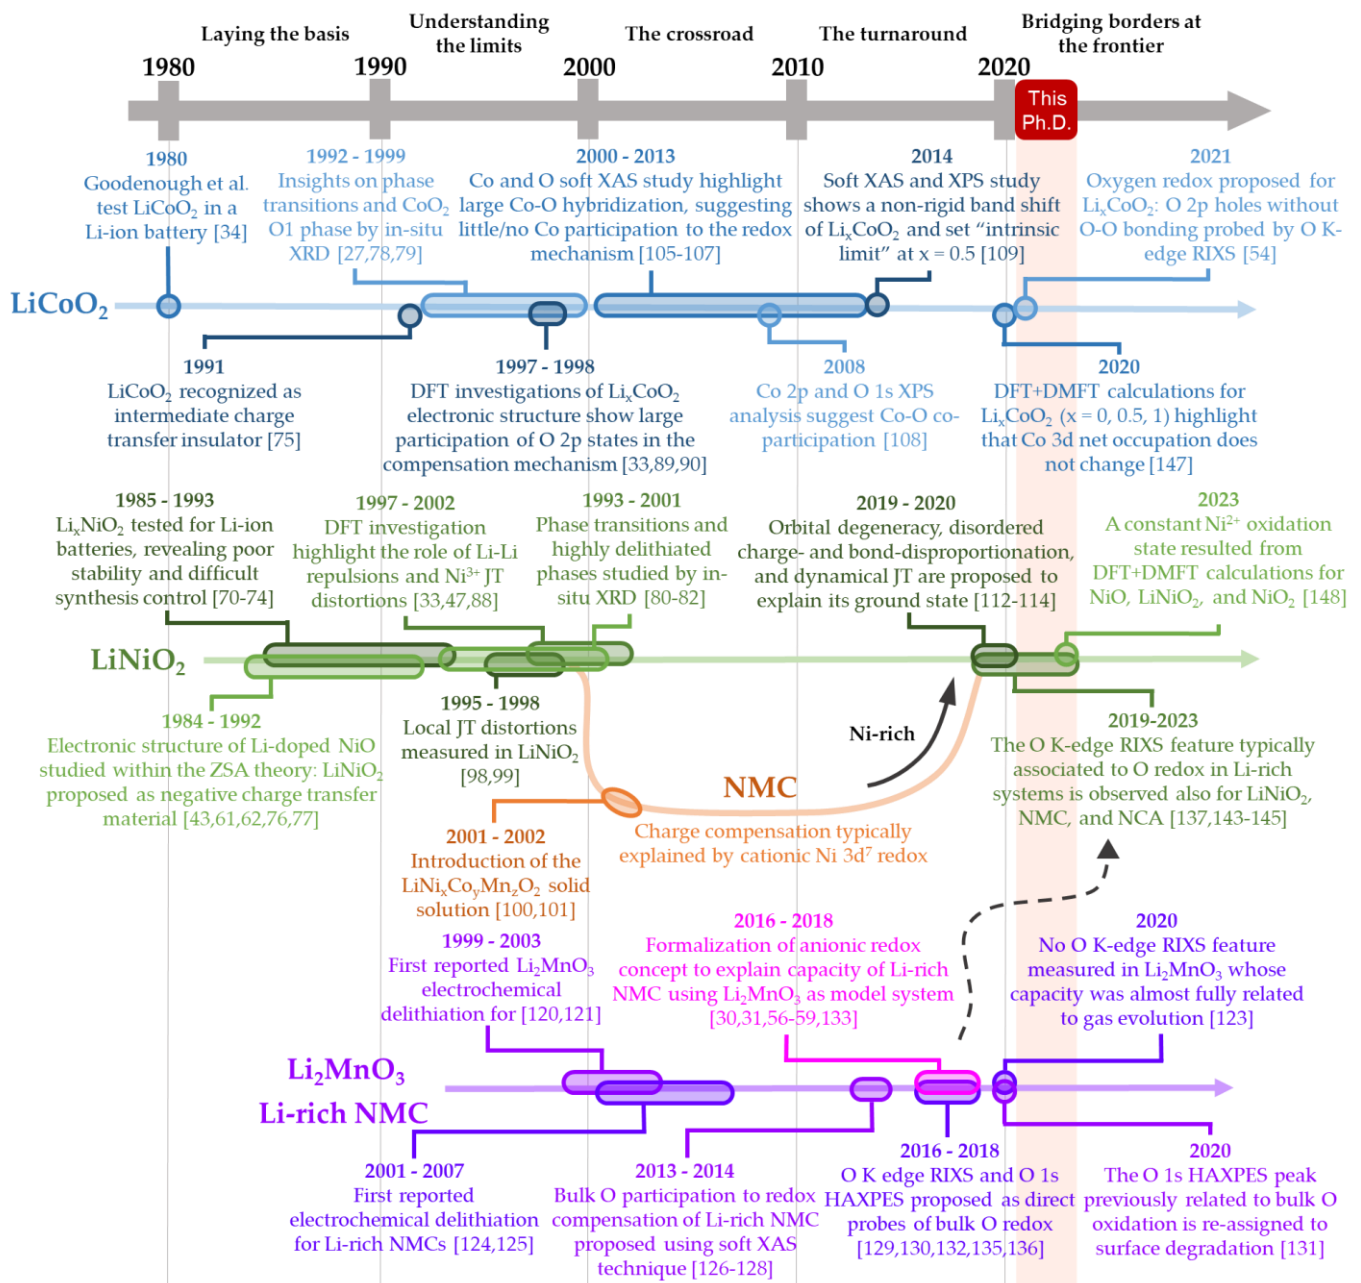 Laying the basis
Understanding
the limits
The crossroad
The turnaround
Bridging borders at
the frontier
1980
1990
2000
2010
2020
This
Ph.D.
1980
Goodenough et al.
test LiCoO₂ in a
Li-ion battery [34]
1992 - 1999
Insights on phase
transitions and CoO₂
O1 phase by in-situ
XRD [27,78,79]
2000 - 2013
Co and O soft XAS study highlight
large Co-O hybridization, suggesting
little/no Co participation to the redox
mechanism [105-107]
2014
Soft XAS and XPS study
shows a non-rigid band shift
of LiₓCoO₂ and set “intrinsic
limit” at x = 0.5 [109]
2021
Oxygen redox proposed for
LiₓCoO₂: O 2p holes without
O-O bonding probed by O K-
edge RIXS [54]
LiCoO₂
1991
LiCoO₂ recognized as
intermediate charge
transfer insulator [75]
1997 - 1998
DFT investigations of LiₓCoO₂
electronic structure show large
participation of O 2p states in the
compensation mechanism [33,89,90]
2008
Co 2p and O 1s XPS
analysis suggest Co-O co-
participation [108]
2020
DFT+DMFT calculations for
LiₓCoO₂ (x = 0, 0.5, 1) highlight
that Co 3d net occupation does
not change [147]
1985 - 1993
LiₓNiO₂ tested for Li-ion
batteries, revealing poor
stability and difficult
synthesis control [70-74]
1997 - 2002
DFT investigation
highlight the role of Li-Li
repulsions and Ni³⁺ JT
distortions [33,47,88]
1993 - 2001
Phase transitions and
highly delithiated
phases studied by in-
situ XRD [80-82]
2019 - 2020
Orbital degeneracy, disordered
charge- and bond-disproportionation,
and dynamical JT are proposed to
explain its ground state [112-114]
2023
A constant Ni²⁺ oxidation
state resulted from
DFT+DMFT calculations for
NiO, LiNiO₂, and NiO₂ [148]
LiNiO₂
1984 - 1992
Electronic structure of Li-doped NiO
studied within the ZSA theory: LiNiO₂
proposed as negative charge transfer
material [43,61,62,76,77]
1995 - 1998
Local JT distortions
measured in LiNiO₂
[98,99]
Ni-rich
NMC
Charge compensation typically
explained by cationic Ni 3d⁷ redox
2019-2023
The O K-edge RIXS feature typically
associated to O redox in Li-rich
systems is observed also for LiNiO₂,
NMC, and NCA [137,143-145]
2001 - 2002
Introduction of the
LiNiₓCoᵧMn₂O₂ solid
solution [100,101]
1999 - 2003
First reported Li₂MnO₃
electrochemical
delithiation for [120,121]
2016 - 2018
Formalization of anionic redox
concept to explain capacity of Li-rich
NMC using Li₂MnO₃ as model system
[30,31,56-59,133]
2020
No O K-edge RIXS feature
measured in Li₂MnO₃ whose
capacity was almost fully related
to gas evolution [123]
Li₂MnO₃
Li-rich NMC
2001 - 2007
First reported
electrochemical delithiation
for Li-rich NMCs [124,125]
2013 - 2014
Bulk O participation to redox
compensation of Li-rich NMC
proposed using soft XAS
technique [126-128]
2016 - 2018
O K edge RIXS and O 1s
HAXPES proposed as direct
probes of bulk O redox
[129,130,132,135,136]
2020
The O 1s HAXPES peak
previously related to bulk O
oxidation is re-assigned to
surface degradation [131]